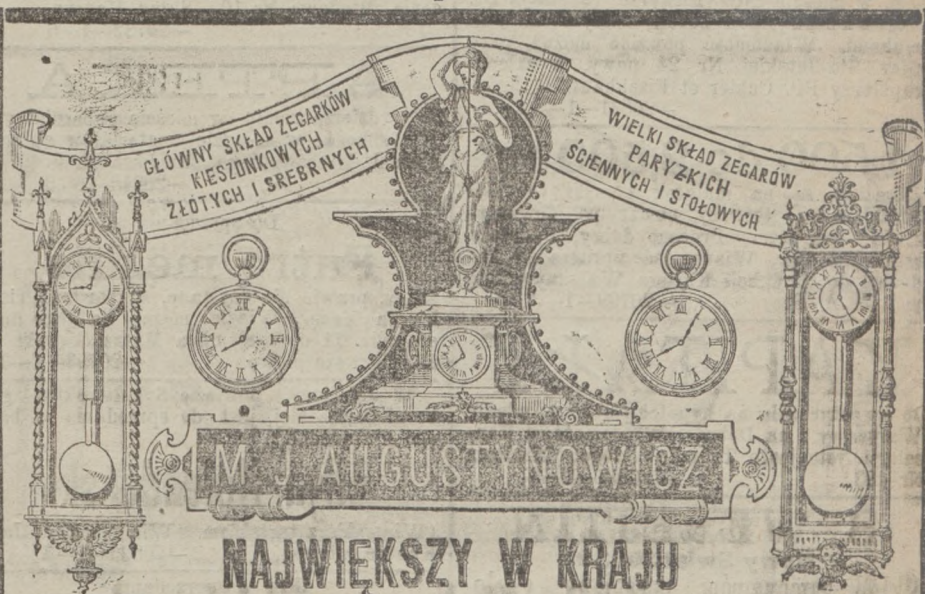 GŁÓWNY SKŁAD ZEGARKÓW
KIESZONKOWYCH
ZŁOTYCH I SREBRNYCH
WIELKI SKŁAD ZEGARÓW
PARYZKICH
ŚCIENNYCH I STOŁOWYCH
M. J. AUGUSTYNOWICZ
NAJWIĘKSZY W KRAJU